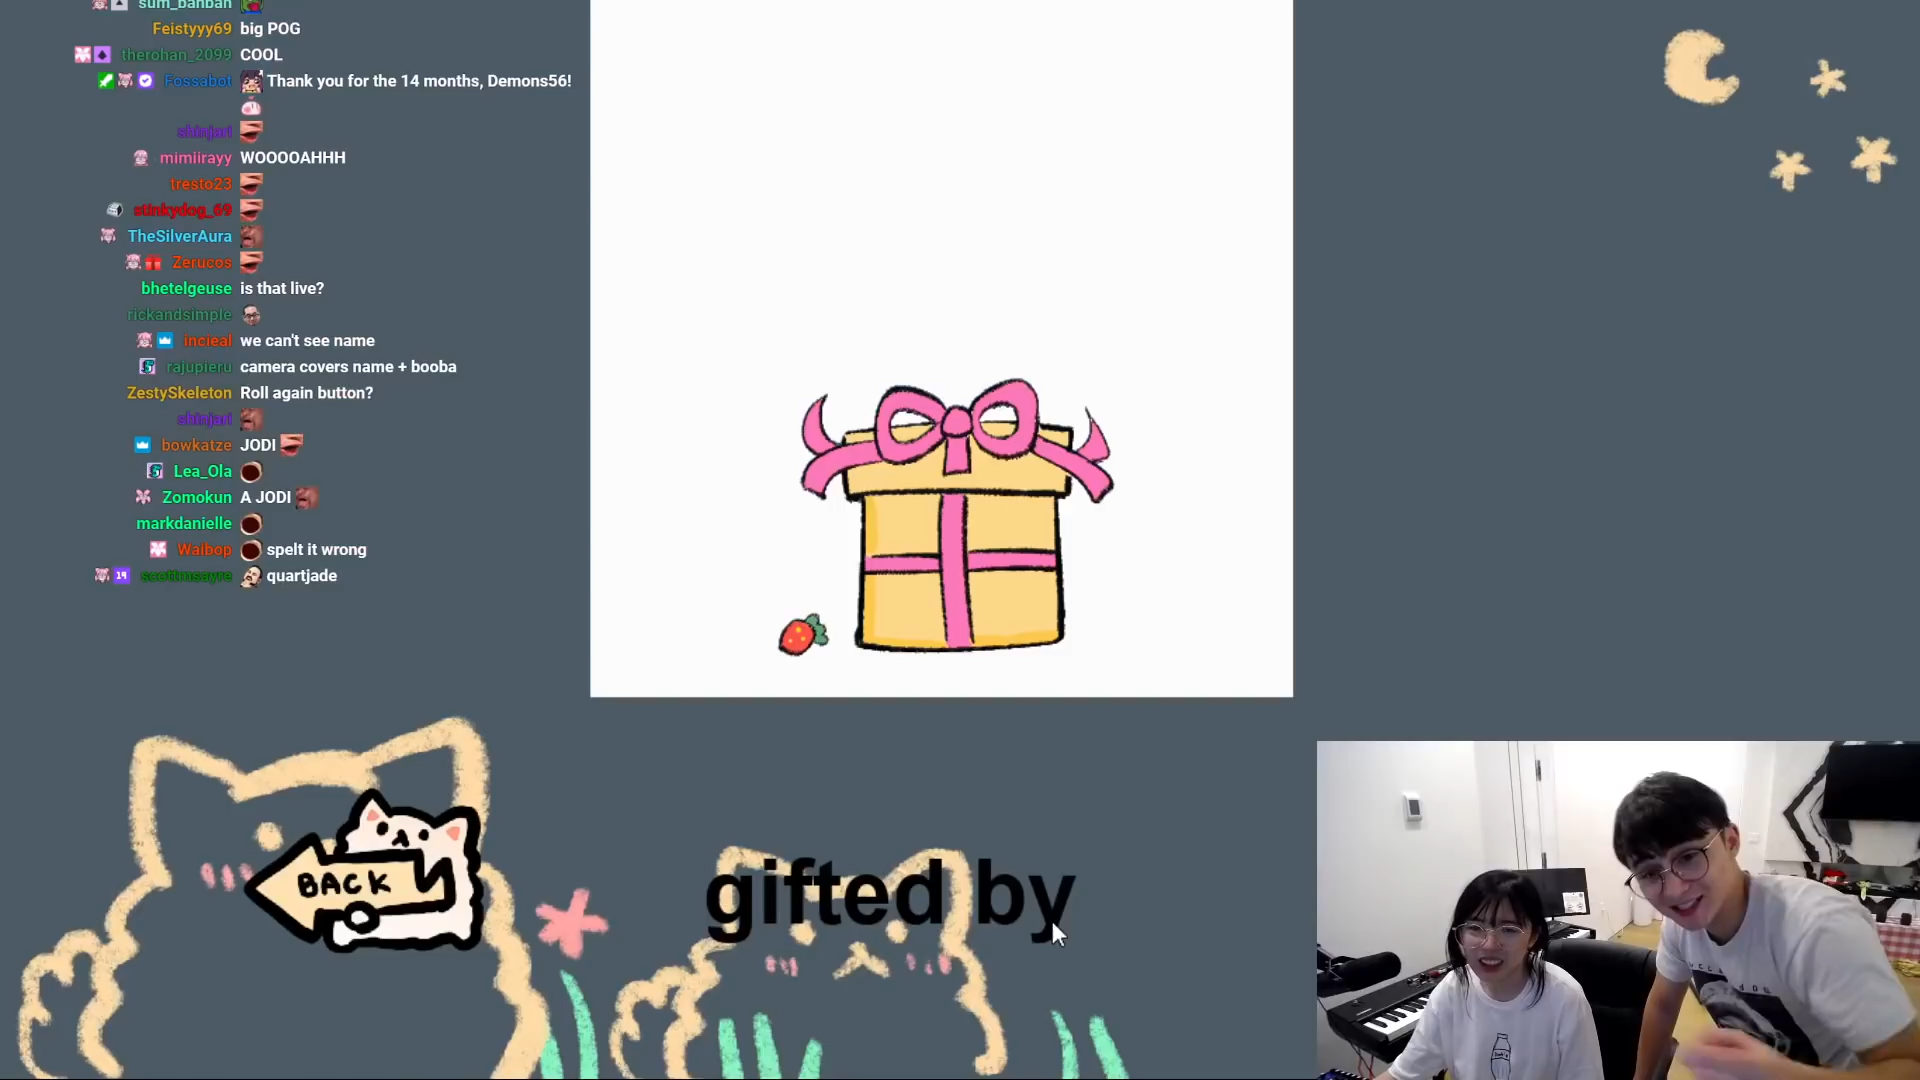 sum_banban
Feistyyy69 big POG
therohan_2099 COOL
Fossabot Thank you for the 14 months, Demons56!
shinjari
mimiirayy WOOOOAHHH
tresto23
stinkydog_69
TheSilverAura
Zerucos
bhetelgeuse is that live?
rickandsimple
incieal we can't see name
rajupieru camera covers name + booba
ZestySkeleton Roll again button?
shinjari
bowkatze JODI
Lea_Ola
Zomokun A JODI
markdanielle
Waibop spelt it wrong
19 scottmsayre quartjade
BACK
gifted by